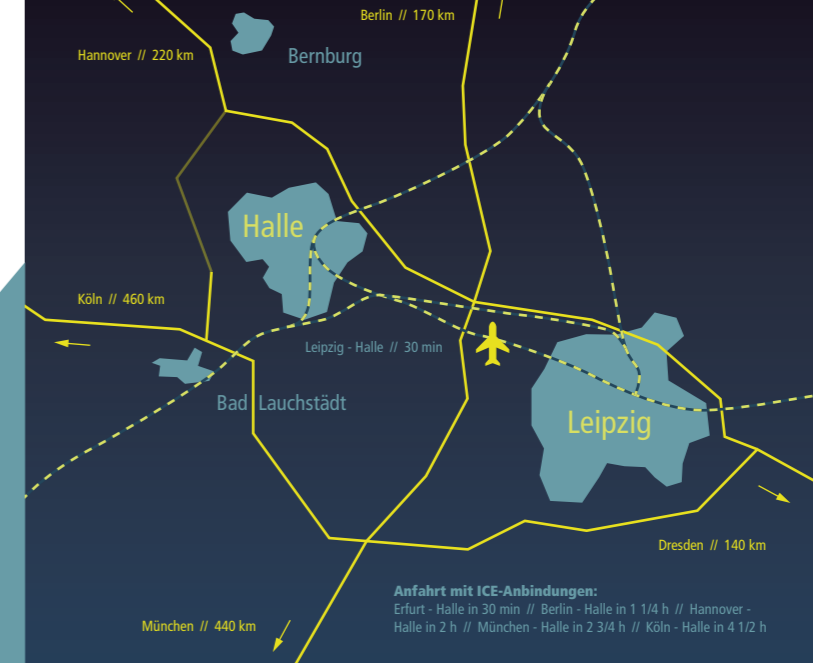 Berlin // 170 km
Hannover // 220 km
Bernburg
Halle
Köln // 460 km
Leipzig - Halle // 30 min
Bad Lauchstädt
Leipzig
Dresden // 140 km
Anfahrt mit ICE-Anbindungen:
Erfurt - Halle in 30 min // Berlin - Halle in 1 1/4 h // Hannover -
Halle in 2 h // München - Halle in 2 3/4 h // Köln - Halle in 4 1/2 h
München // 440 km